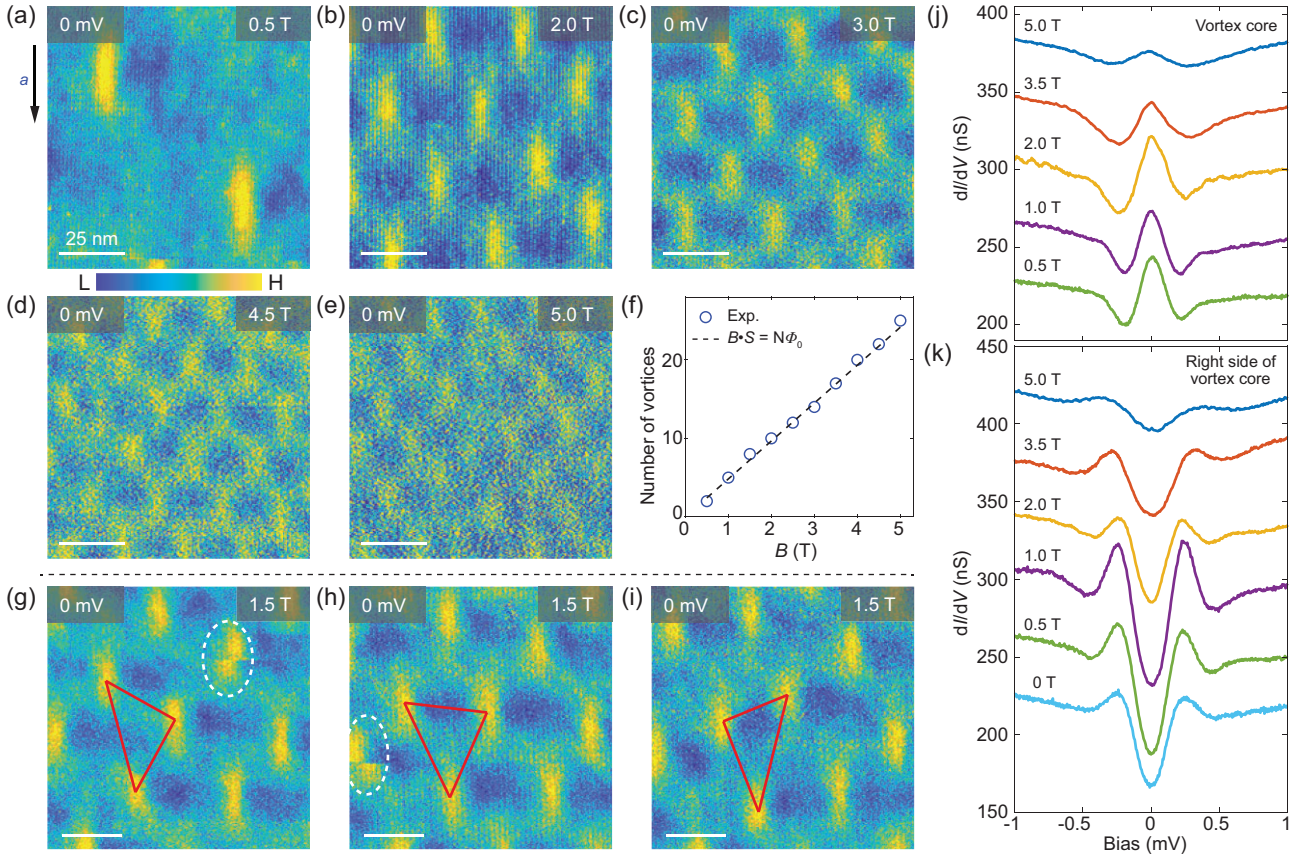 (a) 0 mV 0.5 T
a
25 nm
L H
(b) 0 mV 2.0 T
(c) 0 mV 3.0 T
(d) 0 mV 4.5 T
(e) 0 mV 5.0 T
(f)
Exp.
B•S = NΦ₀
Number of vortices
20
10
0
0 1 2 3 4 5
B (T)
(g) 0 mV 1.5 T
(h) 0 mV 1.5 T
(i) 0 mV 1.5 T
(j)
Vortex core
400
350
300
250
200
dI/dV (nS)
5.0 T
3.5 T
2.0 T
1.0 T
0.5 T
(k)
Right side of
vortex core
450
400
350
300
250
200
150
dI/dV (nS)
5.0 T
3.5 T
2.0 T
1.0 T
0.5 T
0 T
-1 -0.5 0 0.5 1
Bias (mV)